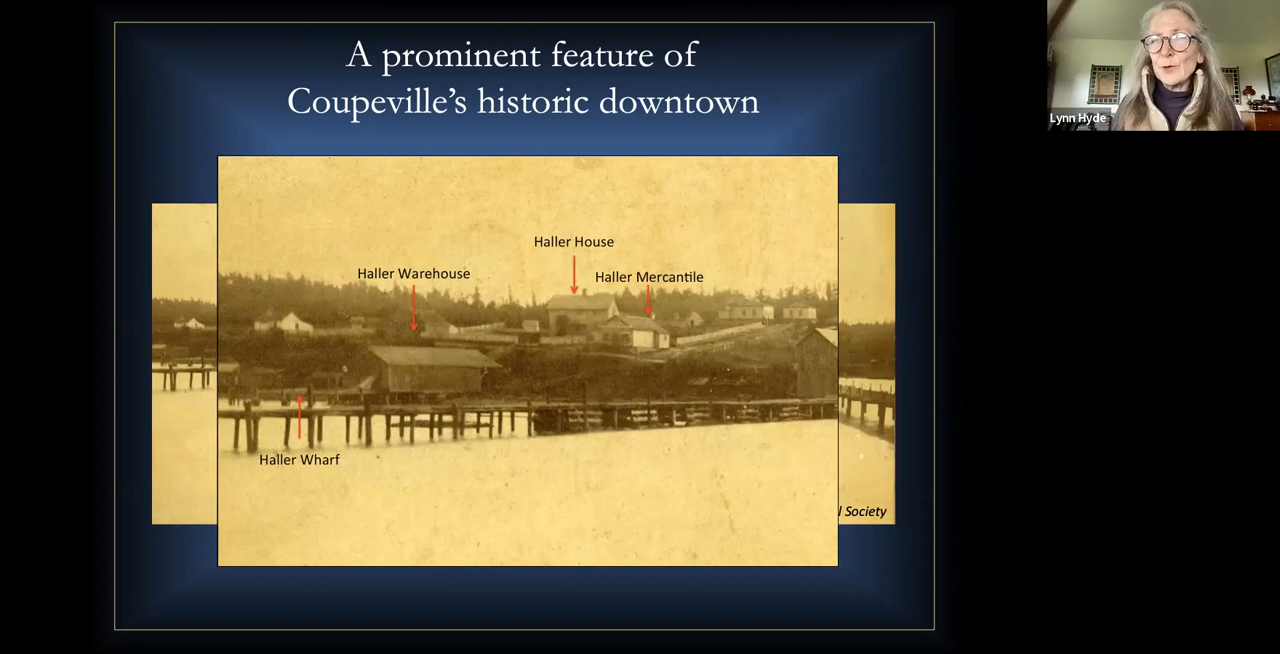 A prominent feature of
Coupeville’s historic downtown
Lynn Hyde
Haller House
Haller Warehouse
Haller Mercantile
Haller Wharf
Society